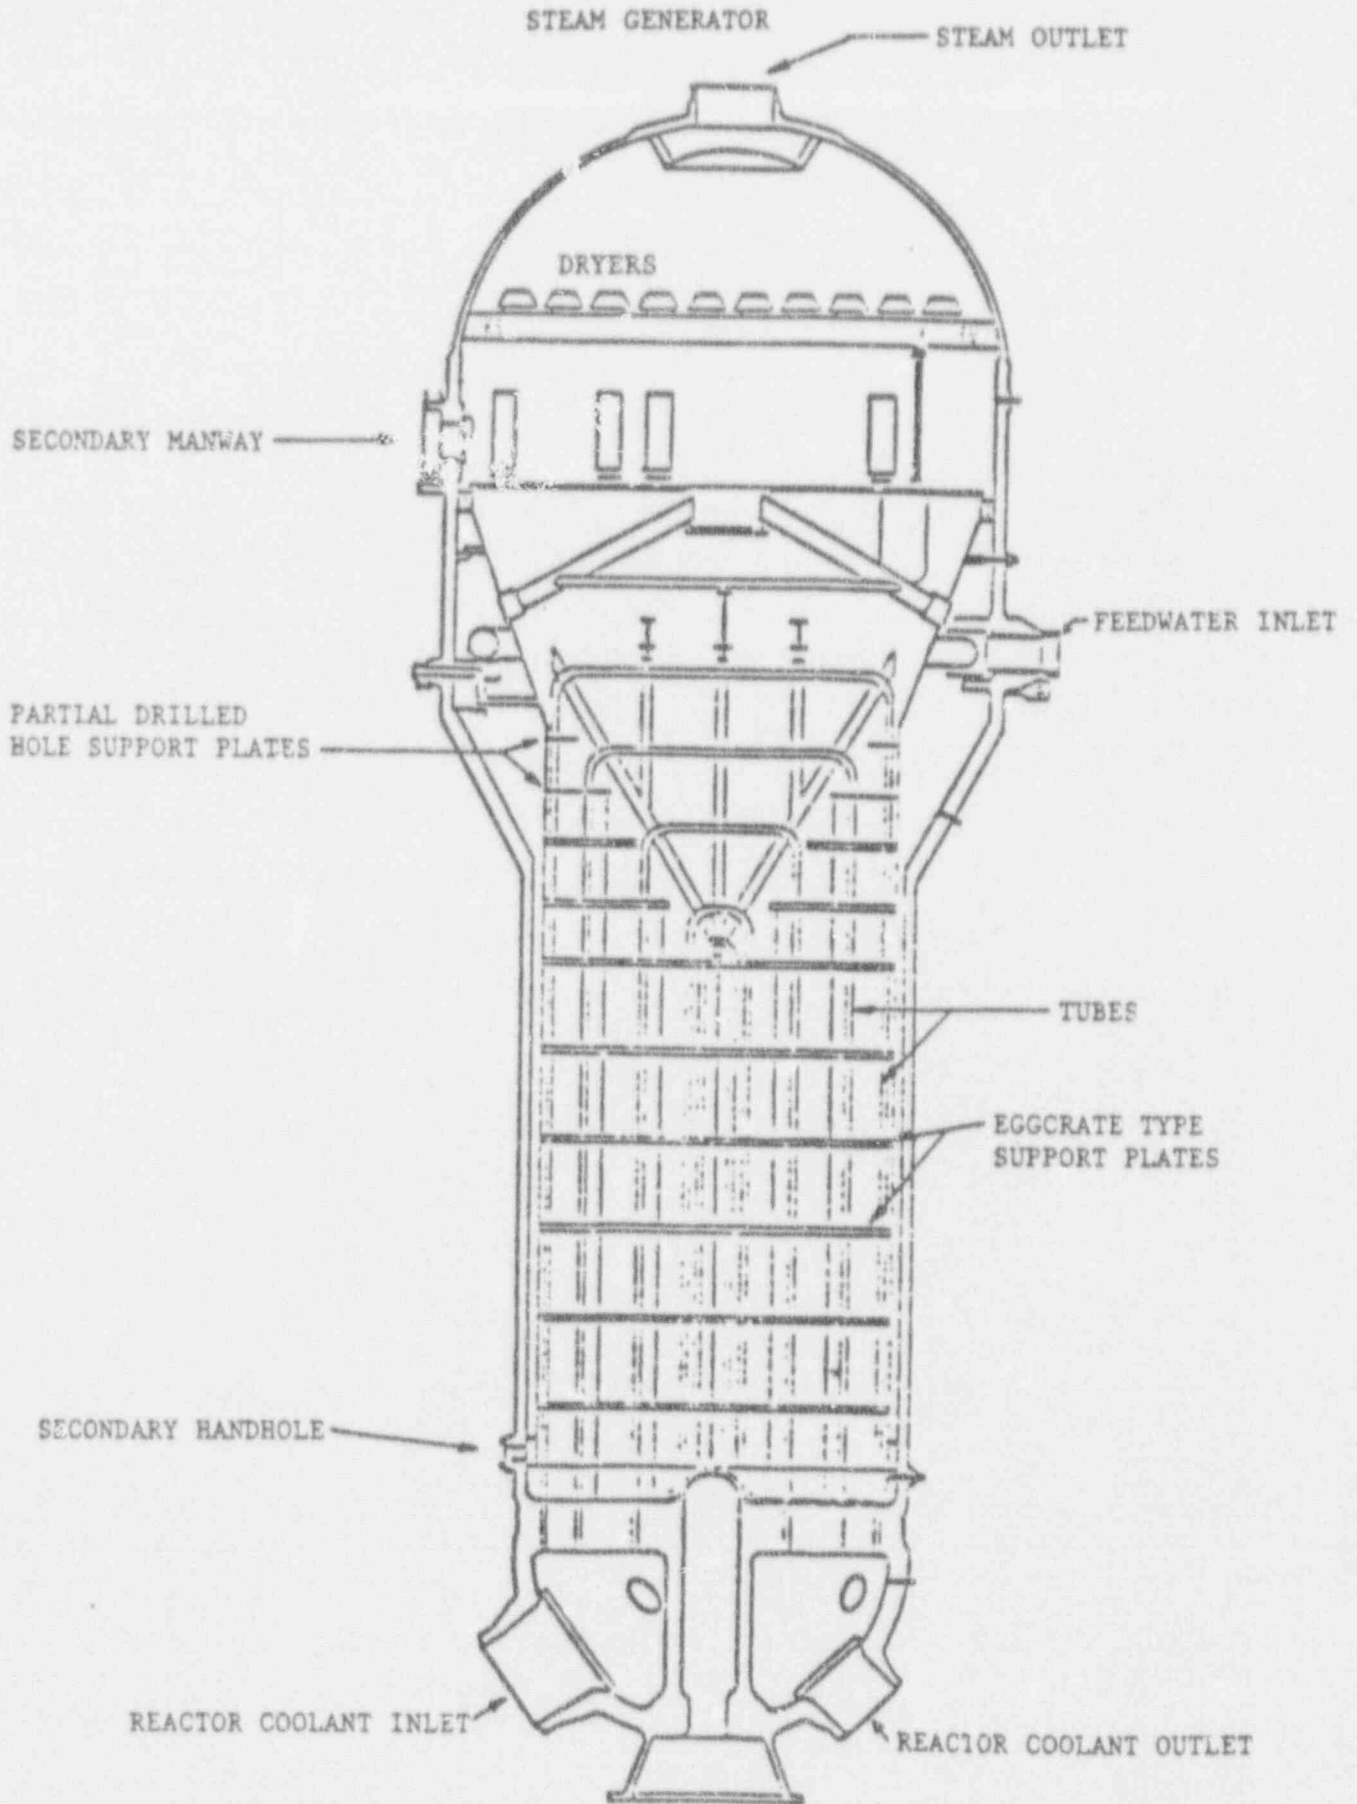 STEAM GENERATOR
STEAM OUTLET
DRYERS
SECONDARY MANWAY
FEEDWATER INLET
PARTIAL DRILLED
HOLE SUPPORT PLATES
TUBES
EGGCRATE TYPE
SUPPORT PLATES
SECONDARY HANDHOLE
REACTOR COOLANT INLET
REACTOR COOLANT OUTLET